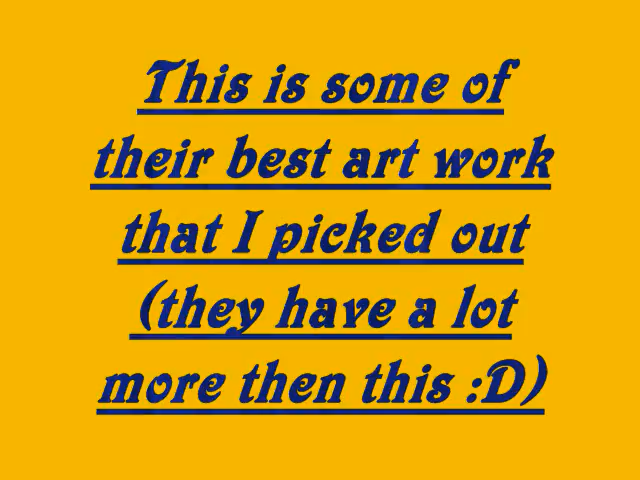 This is some of
their best art work
that I picked out
(they have a lot
more then this :D)